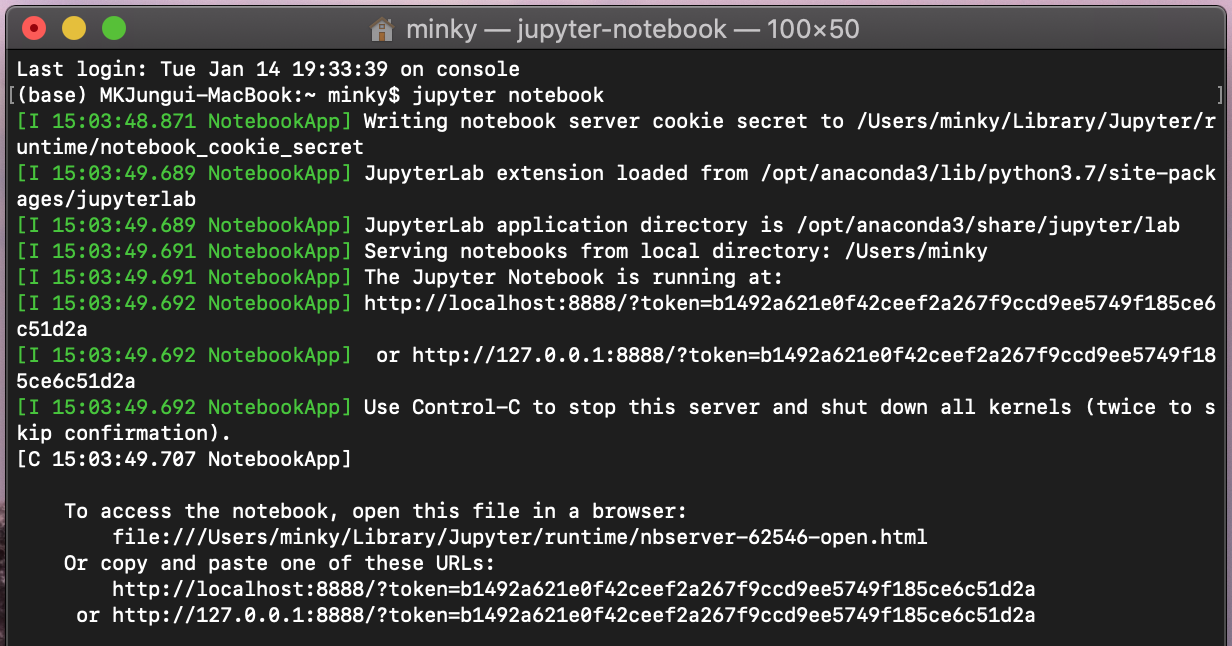 minky — jupyter-notebook — 100×50
Last login: Tue Jan 14 19:33:39 on console
[(base) MKJungui-MacBook:~ minky$ jupyter notebook ]
[I 15:03:48.871 NotebookApp] Writing notebook server cookie secret to /Users/minky/Library/Jupyter/r
untime/notebook_cookie_secret
[I 15:03:49.689 NotebookApp] JupyterLab extension loaded from /opt/anaconda3/lib/python3.7/site-pack
ages/jupyterlab
[I 15:03:49.689 NotebookApp] JupyterLab application directory is /opt/anaconda3/share/jupyter/lab
[I 15:03:49.691 NotebookApp] Serving notebooks from local directory: /Users/minky
[I 15:03:49.691 NotebookApp] The Jupyter Notebook is running at:
[I 15:03:49.692 NotebookApp] http://localhost:8888/?token=b1492a621e0f42ceef2a267f9ccd9ee5749f185ce6
c51d2a
[I 15:03:49.692 NotebookApp]  or http://127.0.0.1:8888/?token=b1492a621e0f42ceef2a267f9ccd9ee5749f18
5ce6c51d2a
[I 15:03:49.692 NotebookApp] Use Control-C to stop this server and shut down all kernels (twice to s
kip confirmation).
[C 15:03:49.707 NotebookApp]
To access the notebook, open this file in a browser:
file:///Users/minky/Library/Jupyter/runtime/nbserver-62546-open.html
Or copy and paste one of these URLs:
http://localhost:8888/?token=b1492a621e0f42ceef2a267f9ccd9ee5749f185ce6c51d2a
or http://127.0.0.1:8888/?token=b1492a621e0f42ceef2a267f9ccd9ee5749f185ce6c51d2a